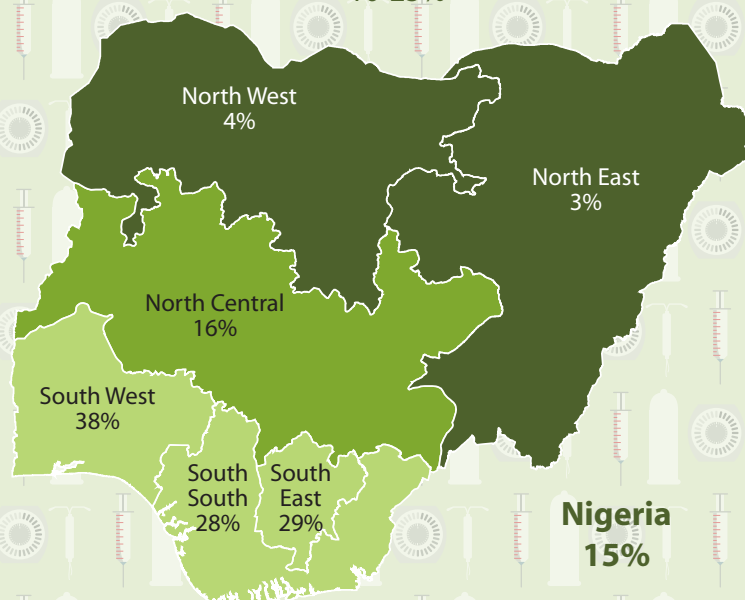 North West
4%
North East
3%
North Central
16%
South West
38%
South
South
28%
South
East
29%
Nigeria
15%